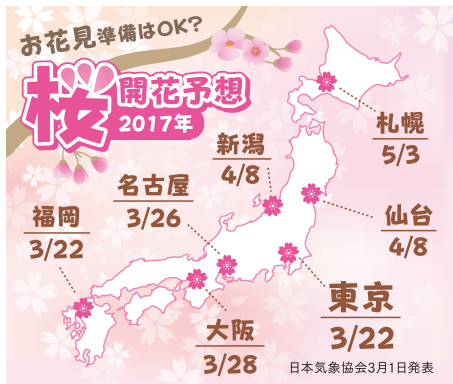 お花見準備はOK?
桜開花予想
2017年
札幌
5/3
新潟
4/8
名古屋
3/26
福岡
3/22
仙台
4/8
東京
3/22
大阪
3/28
日本気象協会3月1日発表